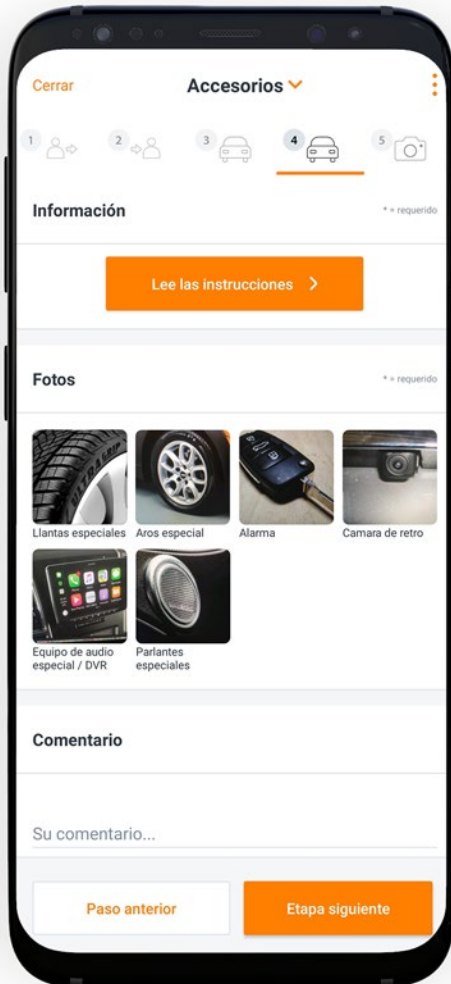 Cerrar
Accesorios
1
2
3
4
5
Información
* = requerido
Lee las instrucciones
Fotos
* = requerido
ULTRAGRIP
Llantas especiales
Aros especial
Alarma
Camara de retro
Equipo de audio
especial / DVR
Parlantes
especiales
Comentario
Su comentario...
Paso anterior
Etapa siguiente